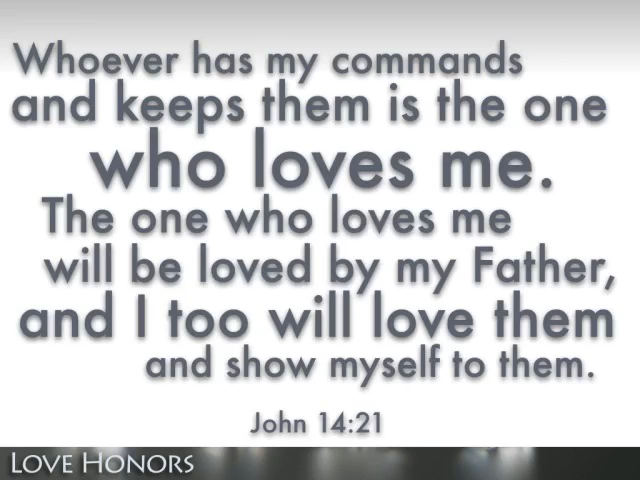 Whoever has my commands
and keeps them is the one
who loves me.
The one who loves me
will be loved by my Father,
and I too will love them
and show myself to them.
John 14:21
LOVE HONORS